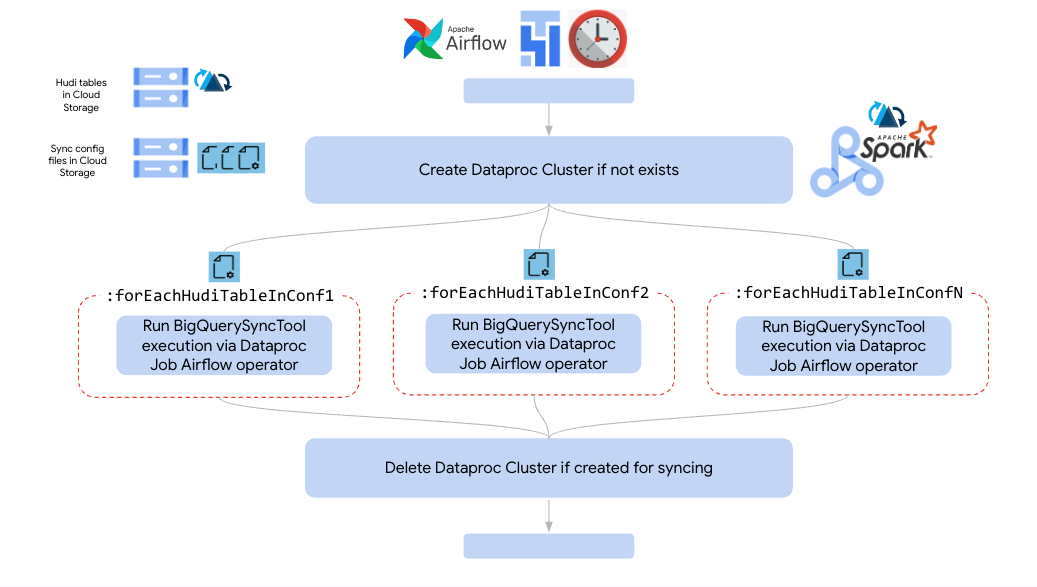 Apache
Airflow
Hudi tables
in Cloud
Storage
Sync config
files in Cloud
Storage
APACHE
Spark
Create Dataproc Cluster if not exists
:forEachHudiTableInConf1
:forEachHudiTableInConf2
:forEachHudiTableInConfN
Run BigQuerySyncTool
execution via Dataproc
Job Airflow operator
Run BigQuerySyncTool
execution via Dataproc
Job Airflow operator
Run BigQuerySyncTool
execution via Dataproc
Job Airflow operator
Delete Dataproc Cluster if created for syncing